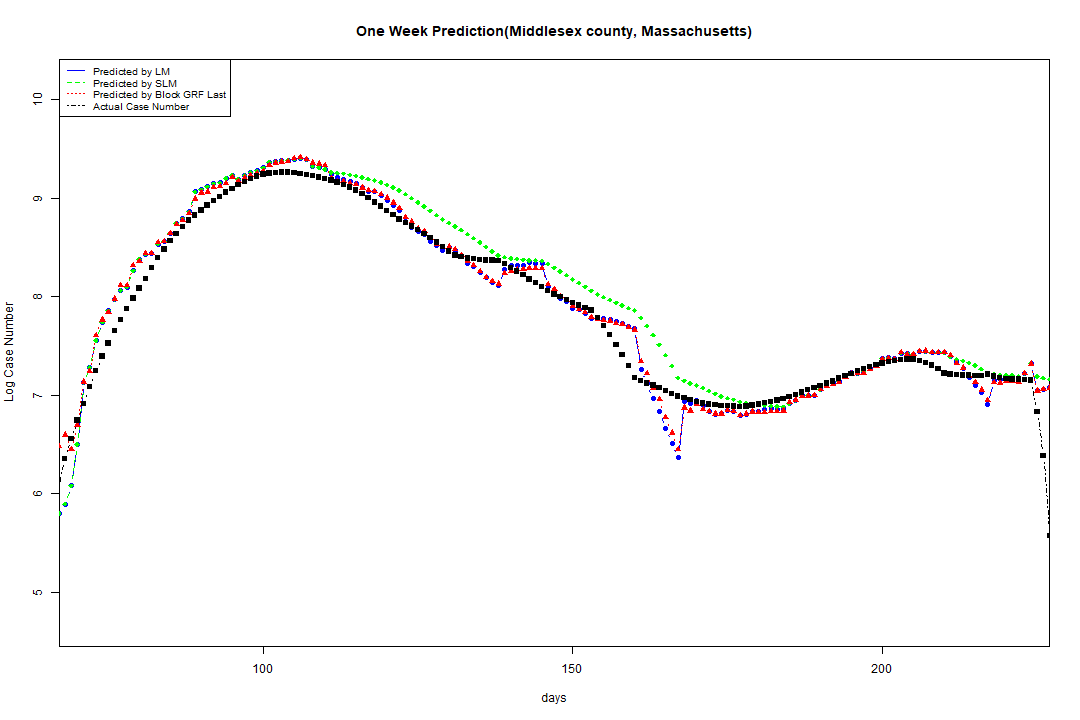 One Week Prediction(Middlesex county, Massachusetts)
Predicted by LM
Predicted by SLM
Predicted by Block GRF Last
Actual Case Number
10
9
8
7
6
5
Log Case Number
100 150 200
days